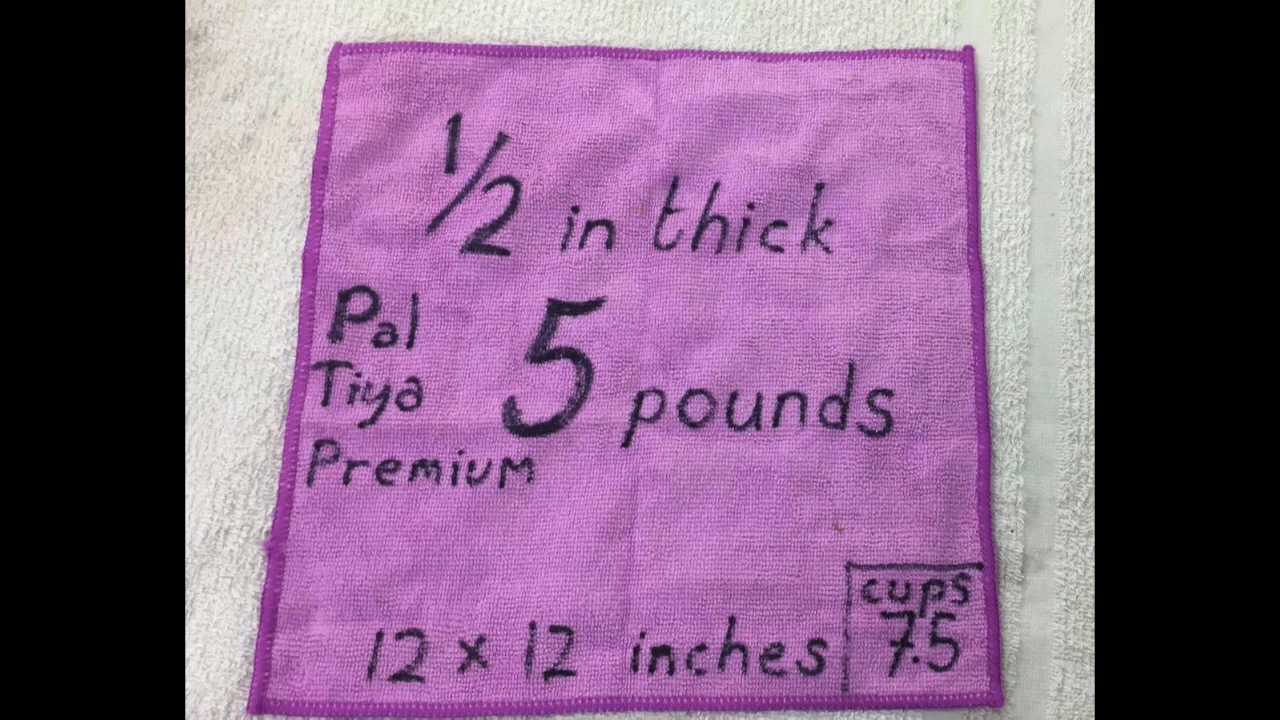 1/2 in thick
Pal
Tiya
Premium
5 pounds
12 x 12 inches
cups
7.5